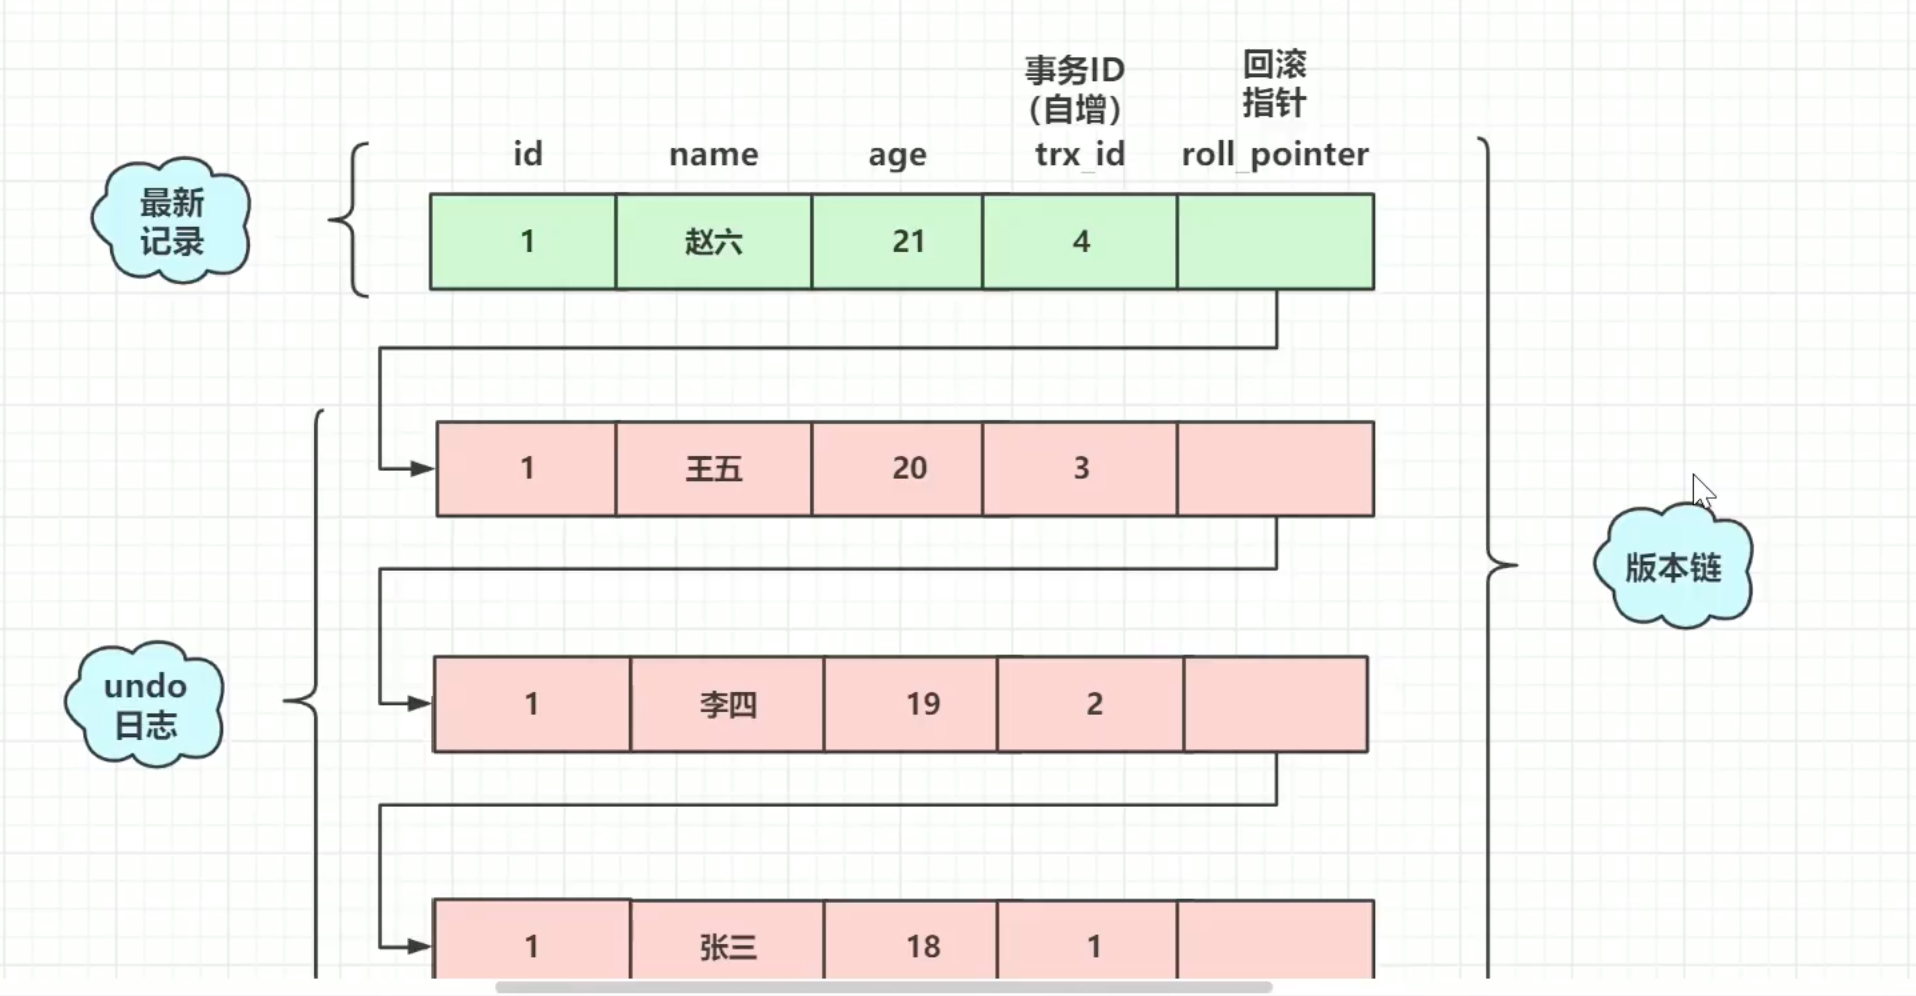 事务ID
(自增)
回滚
指针
id name age trx_id roll_pointer
最新
记录
1 赵六 21 4
1 王五 20 3
版本链
undo
日志
1 李四 19 2
1 张三 18 1